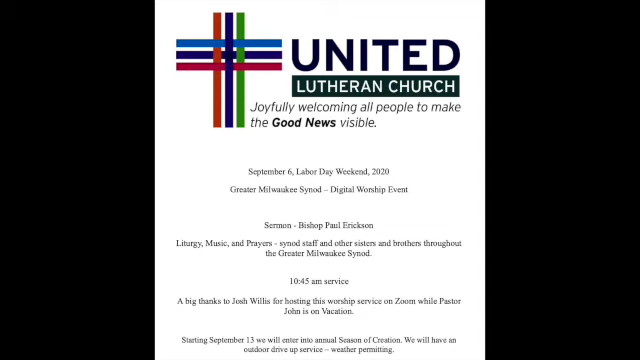 UNITED
LUTHERAN CHURCH
Joyfully welcoming all people to make
the Good News visible.
September 6, Labor Day Weekend, 2020
Greater Milwaukee Synod – Digital Worship Event
Sermon - Bishop Paul Erickson
Liturgy, Music, and Prayers - synod staff and other sisters and brothers throughout
the Greater Milwaukee Synod.
10:45 am service
A big thanks to Josh Willis for hosting this worship service on Zoom while Pastor
John is on Vacation.
Starting September 13 we will enter into annual Season of Creation. We will have an
outdoor drive up service – weather permitting.